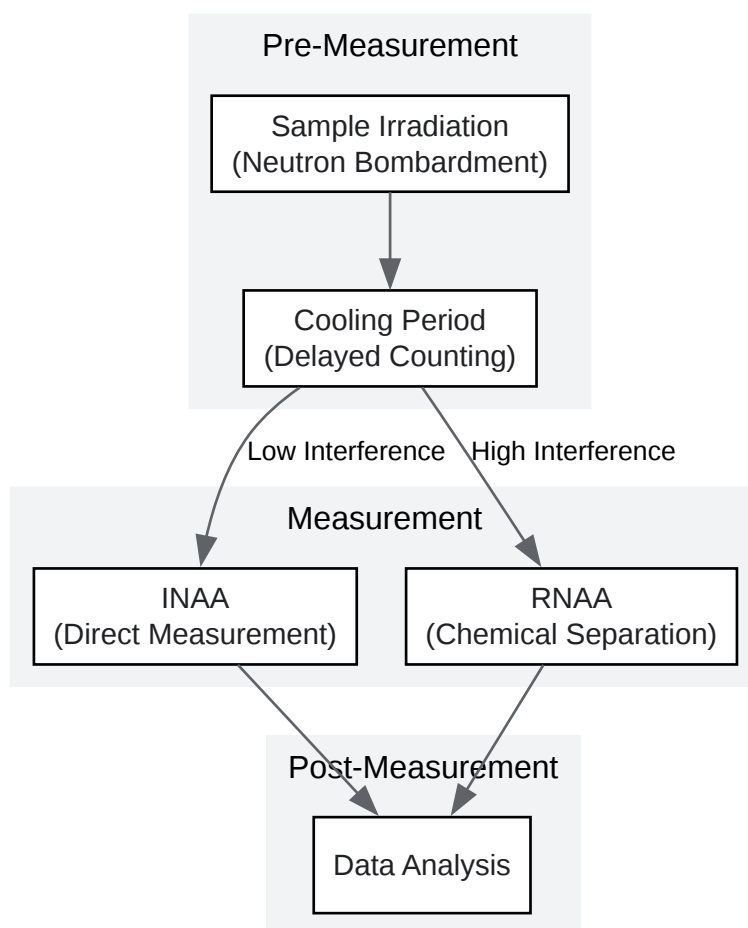 Pre-Measurement
Sample Irradiation
(Neutron Bombardment)
Cooling Period
(Delayed Counting)
Low Interference
High Interference
Measurement
INAA
(Direct Measurement)
RNAA
(Chemical Separation)
Post-Measurement
Data Analysis